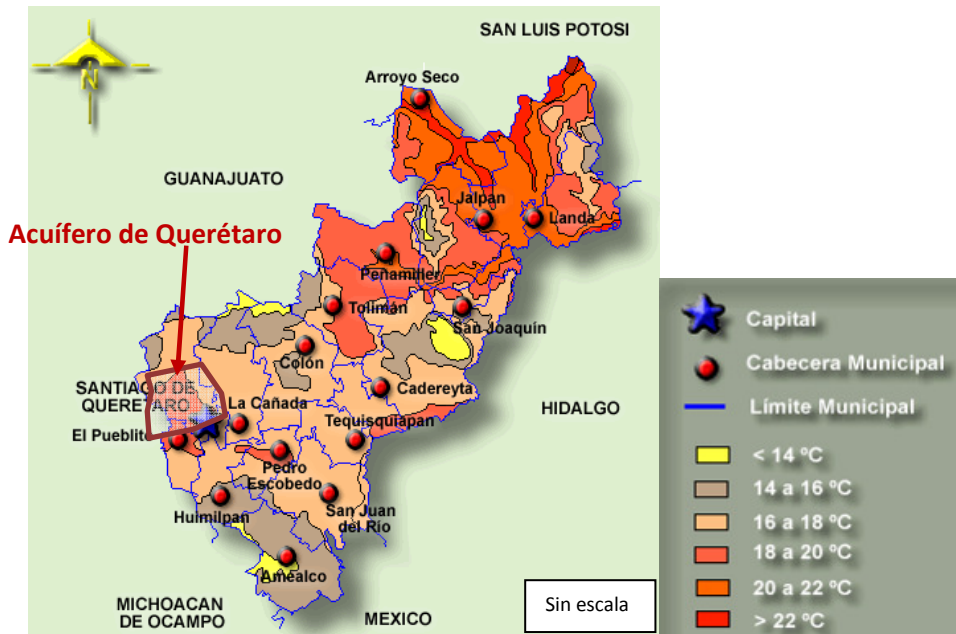 SAN LUIS POTOSI
N
Arroyo Seco
GUANAJUATO
Jalpan
Landa
Acuífero de Querétaro
Peñamiller
Tolimán
San Joaquín
Colón
SANTIAGO DE
QUERETARO
Cadereyta
La Cañada
HIDALGO
Tequisquiapan
El Pueblito
Pedro
Escobedo
Huimilpan
San Juan
del Río
Amealco
MICHOACAN
DE OCAMPO
MEXICO
Sin escala
Capital
Cabecera Municipal
Límite Municipal
< 14 ºC
14 a 16 ºC
16 a 18 ºC
18 a 20 ºC
20 a 22 ºC
> 22 ºC